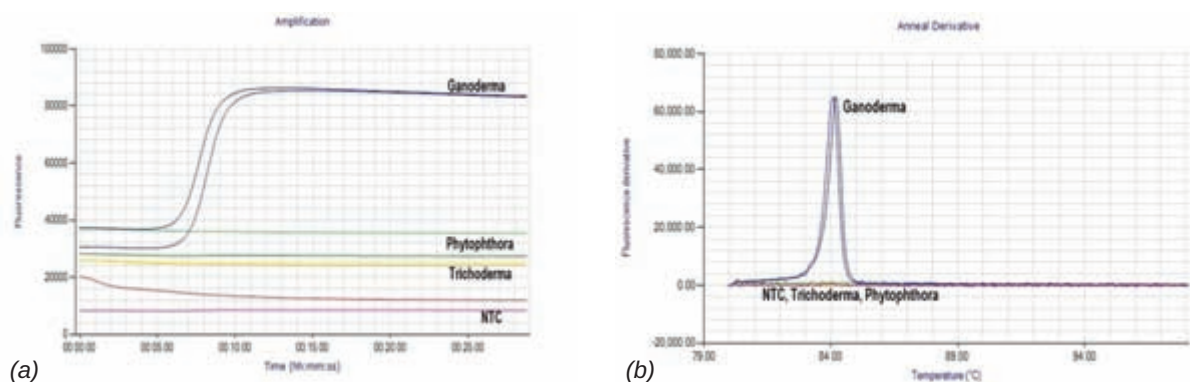 Amplification
100000
80000
60000
40000
20000
0
Fluorescence
Ganoderma
Phytophthora
Trichoderma
NTC
00:00:00
00:05:00
00:10:00
00:15:00
00:20:00
00:25:00
Time (hh:mm:ss)
(a)
Anneal Derivative
80,000.00
60,000.00
40,000.00
20,000.00
0.00
-20,000.00
Fluorescence derivative
Ganoderma
NTC, Trichoderma, Phytophthora
79.00
84.00
89.00
94.00
Temperature (°C)
(b)